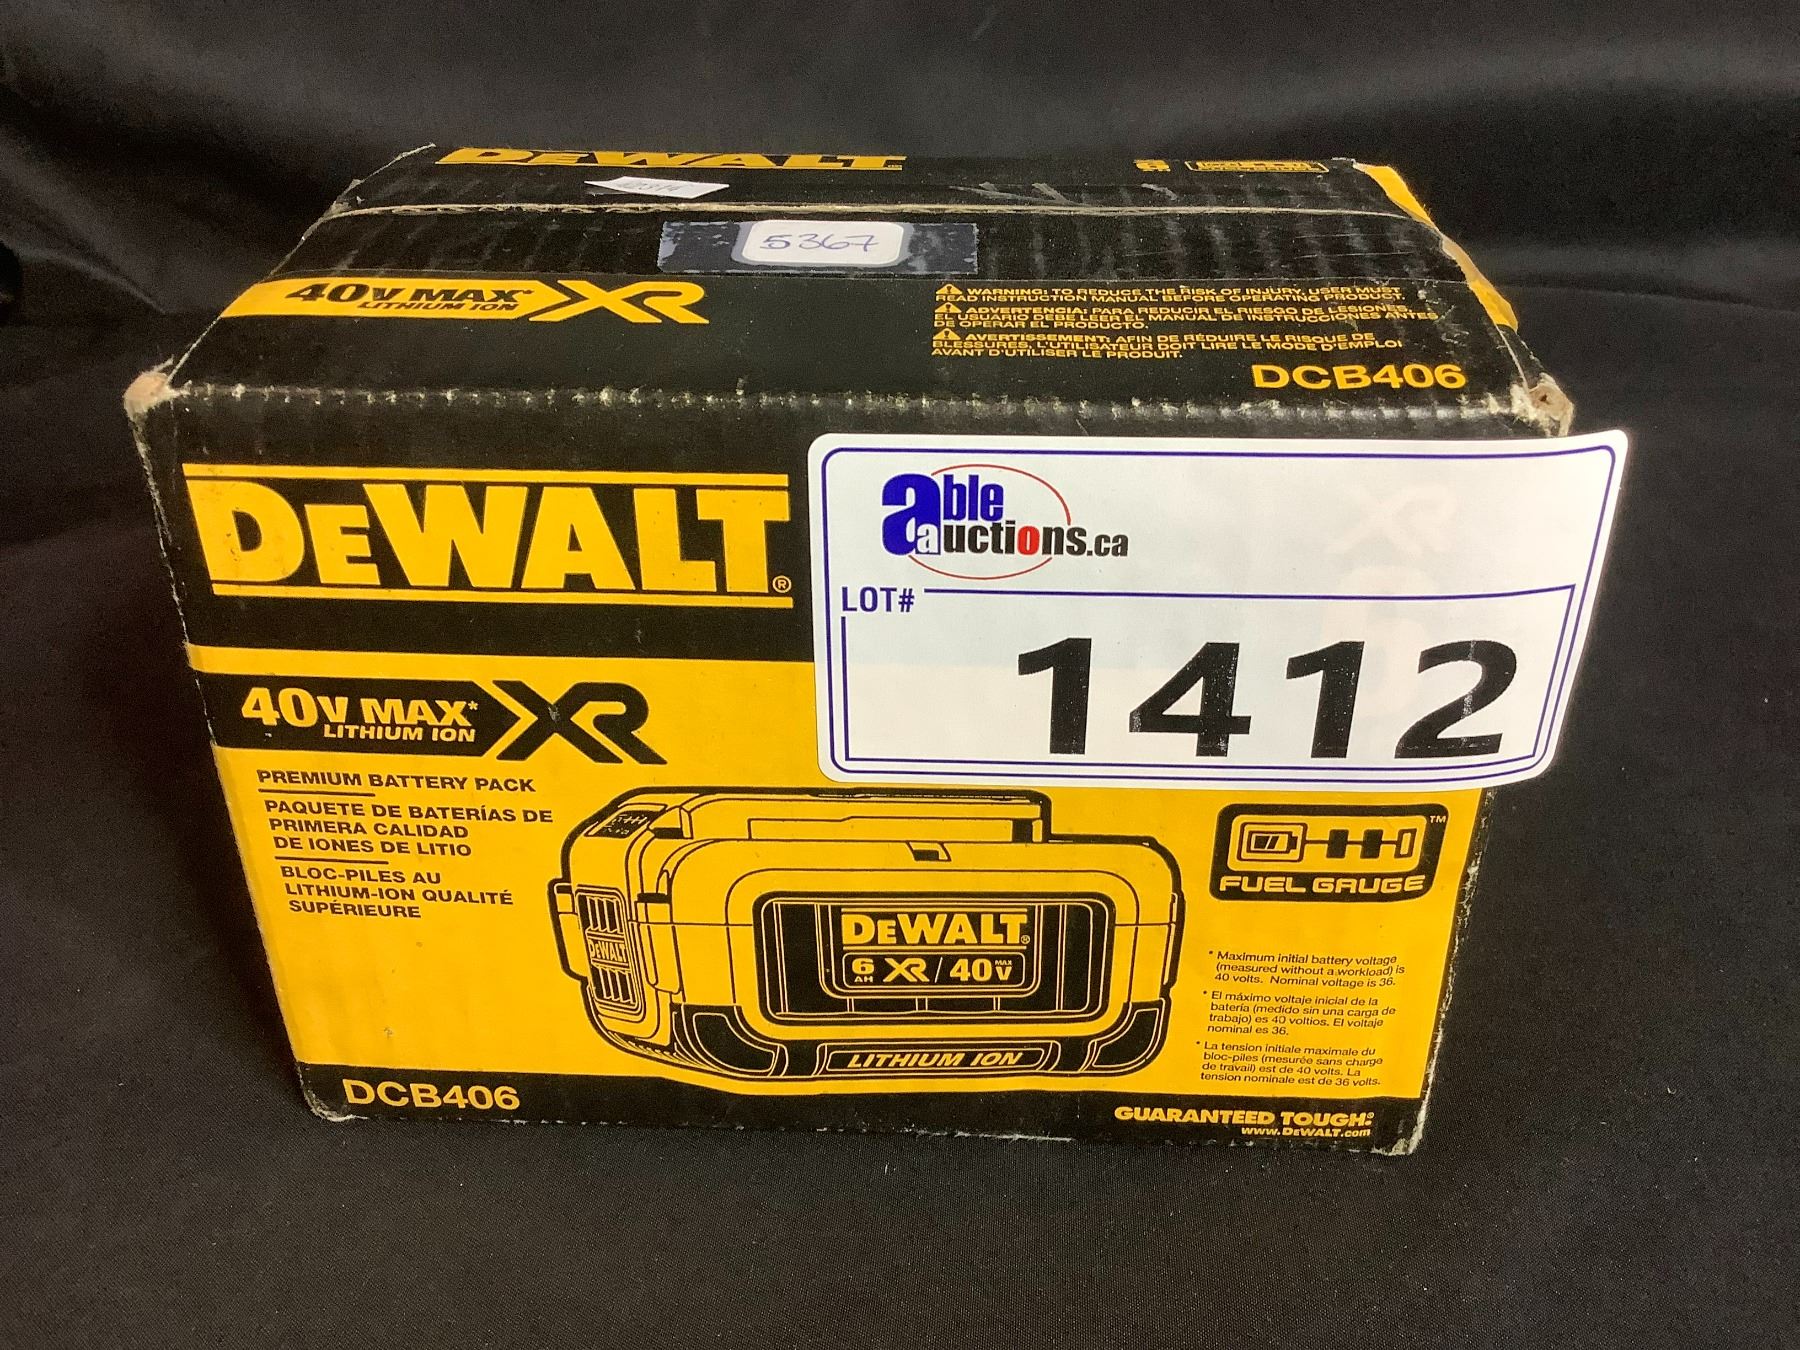 DEWALT
5367
40V MAX* XR
LITHIUM ION
WARNING: TO REDUCE THE RISK OF INJURY, USER MUST
READ INSTRUCTION MANUAL BEFORE OPERATING PRODUCT.
ADVERTENCIA: PARA REDUCIR EL RIESGO DE LESIONES
EL USUARIO DEBE LEER EL MANUAL DE INSTRUCCIONES ANTES
DE OPERAR EL PRODUCTO.
AVERTISSEMENT: AFIN DE RÉDUIRE LE RISQUE DE
BLESSURES, L'UTILISATEUR DOIT LIRE LE MODE D'EMPLOI
AVANT D'UTILISER LE PRODUIT.
DCB406
DEWALT®
able
auctions.ca
LOT#
1412
40V MAX* XR
LITHIUM ION
PREMIUM BATTERY PACK
PAQUETE DE BATERÍAS DE
PRIMERA CALIDAD
DE IONES DE LITIO
BLOC-PILES AU
LITHIUM-ION QUALITÉ
SUPÉRIEURE
DEWALT
DEWALT®
6 AH XR / 40V MAX
LITHIUM ION
FUEL GAUGE™
* Maximum initial battery voltage
(measured without a workload) is
40 volts. Nominal voltage is 36.
* El máximo voltaje inicial de la
batería (medido sin una carga de
trabajo) es 40 voltios. El voltaje
nominal es 36.
* La tension initiale maximale du
bloc-piles (mesurée sans charge
de travail) est de 40 volts. La
tension nominale est de 36 volts.
DCB406
GUARANTEED TOUGH®
www.DEWALT.com